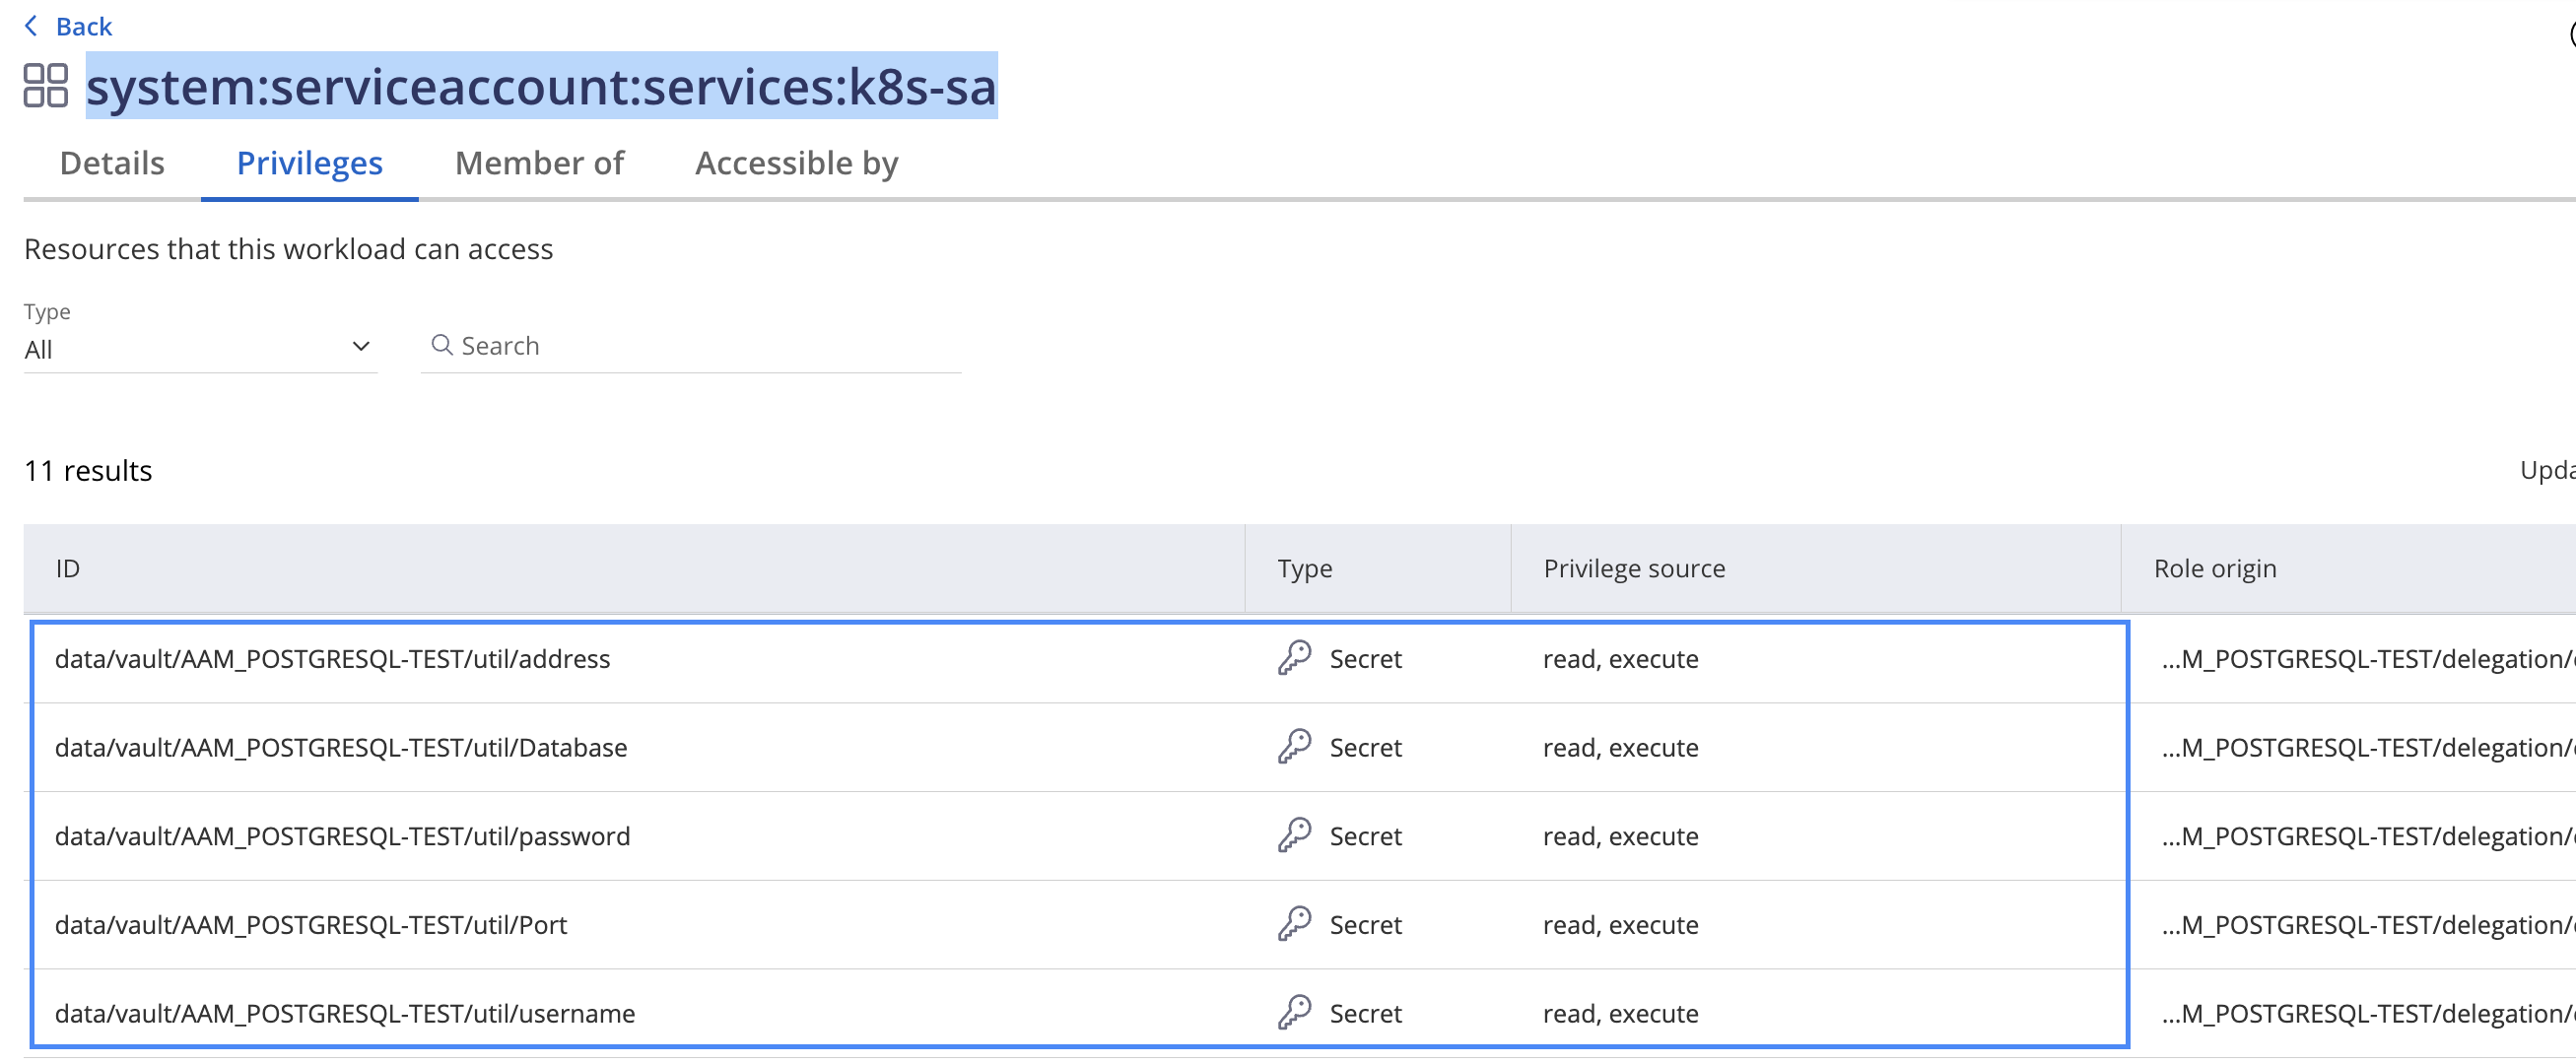 Back
system:serviceaccount:services:k8s-sa
Details Privileges Member of Accessible by
Resources that this workload can access
Type
All Search
11 results
ID Type Privilege source Role origin
data/vault/AAM_POSTGRESQL-TEST/util/address Secret read, execute ...M_POSTGRESQL-TEST/delegation/
data/vault/AAM_POSTGRESQL-TEST/util/Database Secret read, execute ...M_POSTGRESQL-TEST/delegation/
data/vault/AAM_POSTGRESQL-TEST/util/password Secret read, execute ...M_POSTGRESQL-TEST/delegation/
data/vault/AAM_POSTGRESQL-TEST/util/Port Secret read, execute ...M_POSTGRESQL-TEST/delegation/
data/vault/AAM_POSTGRESQL-TEST/util/username Secret read, execute ...M_POSTGRESQL-TEST/delegation/